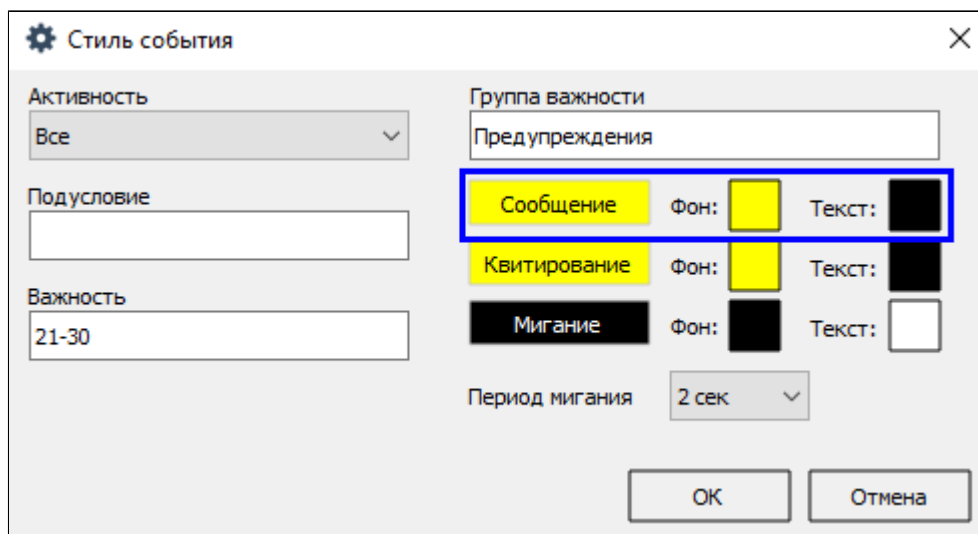 Стиль события
Активность
Все
Подусловие
Важность
21-30
Группа важности
Предупреждения
Сообщение Фон: Текст:
Квитирование Фон: Текст:
Мигание Фон: Текст:
Период мигания 2 сек
ОК Отмена